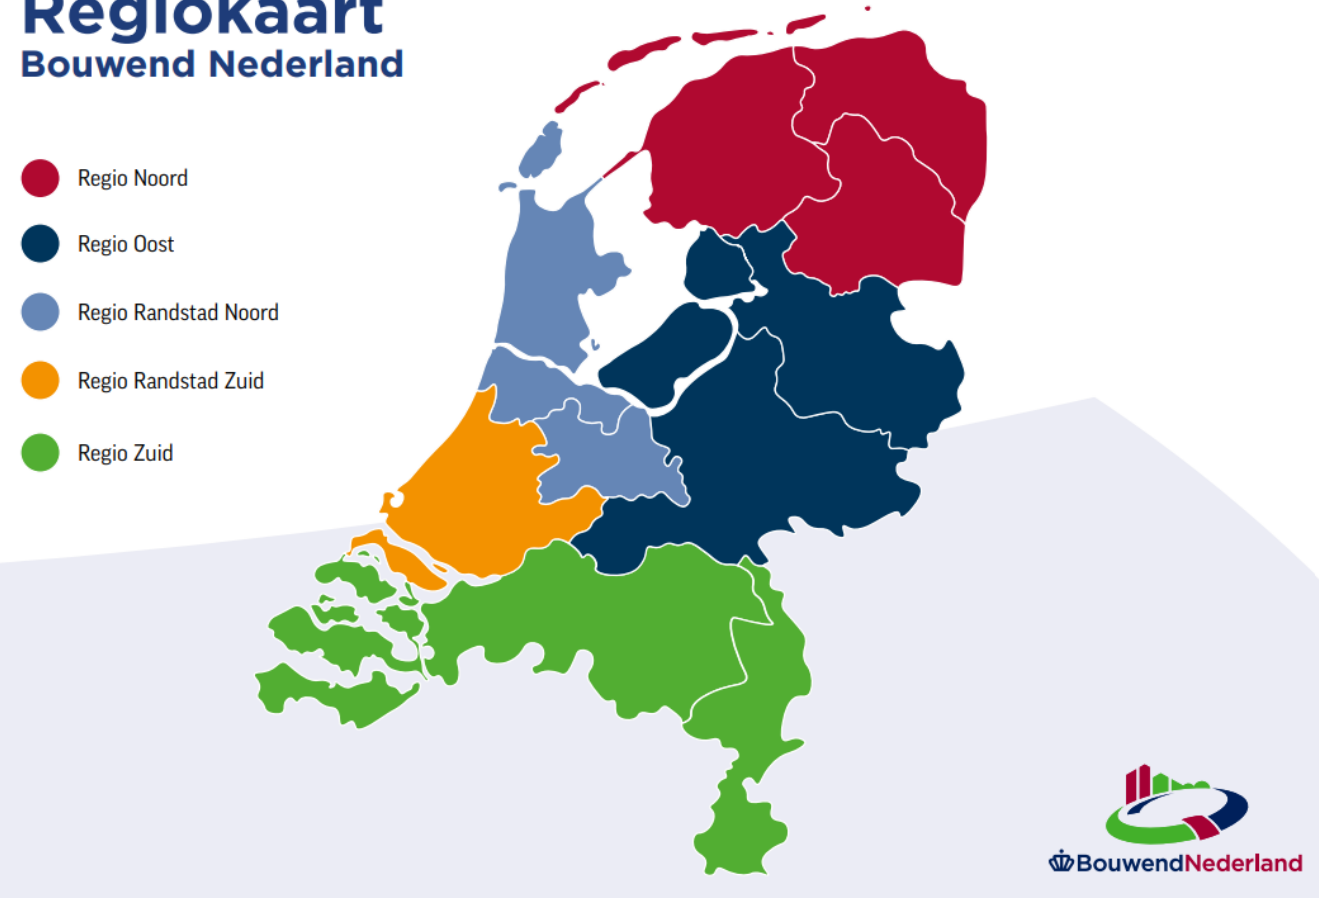 Regiokaart
Bouwend Nederland
Regio Noord
Regio Oost
Regio Randstad Noord
Regio Randstad Zuid
Regio Zuid
BouwendNederland